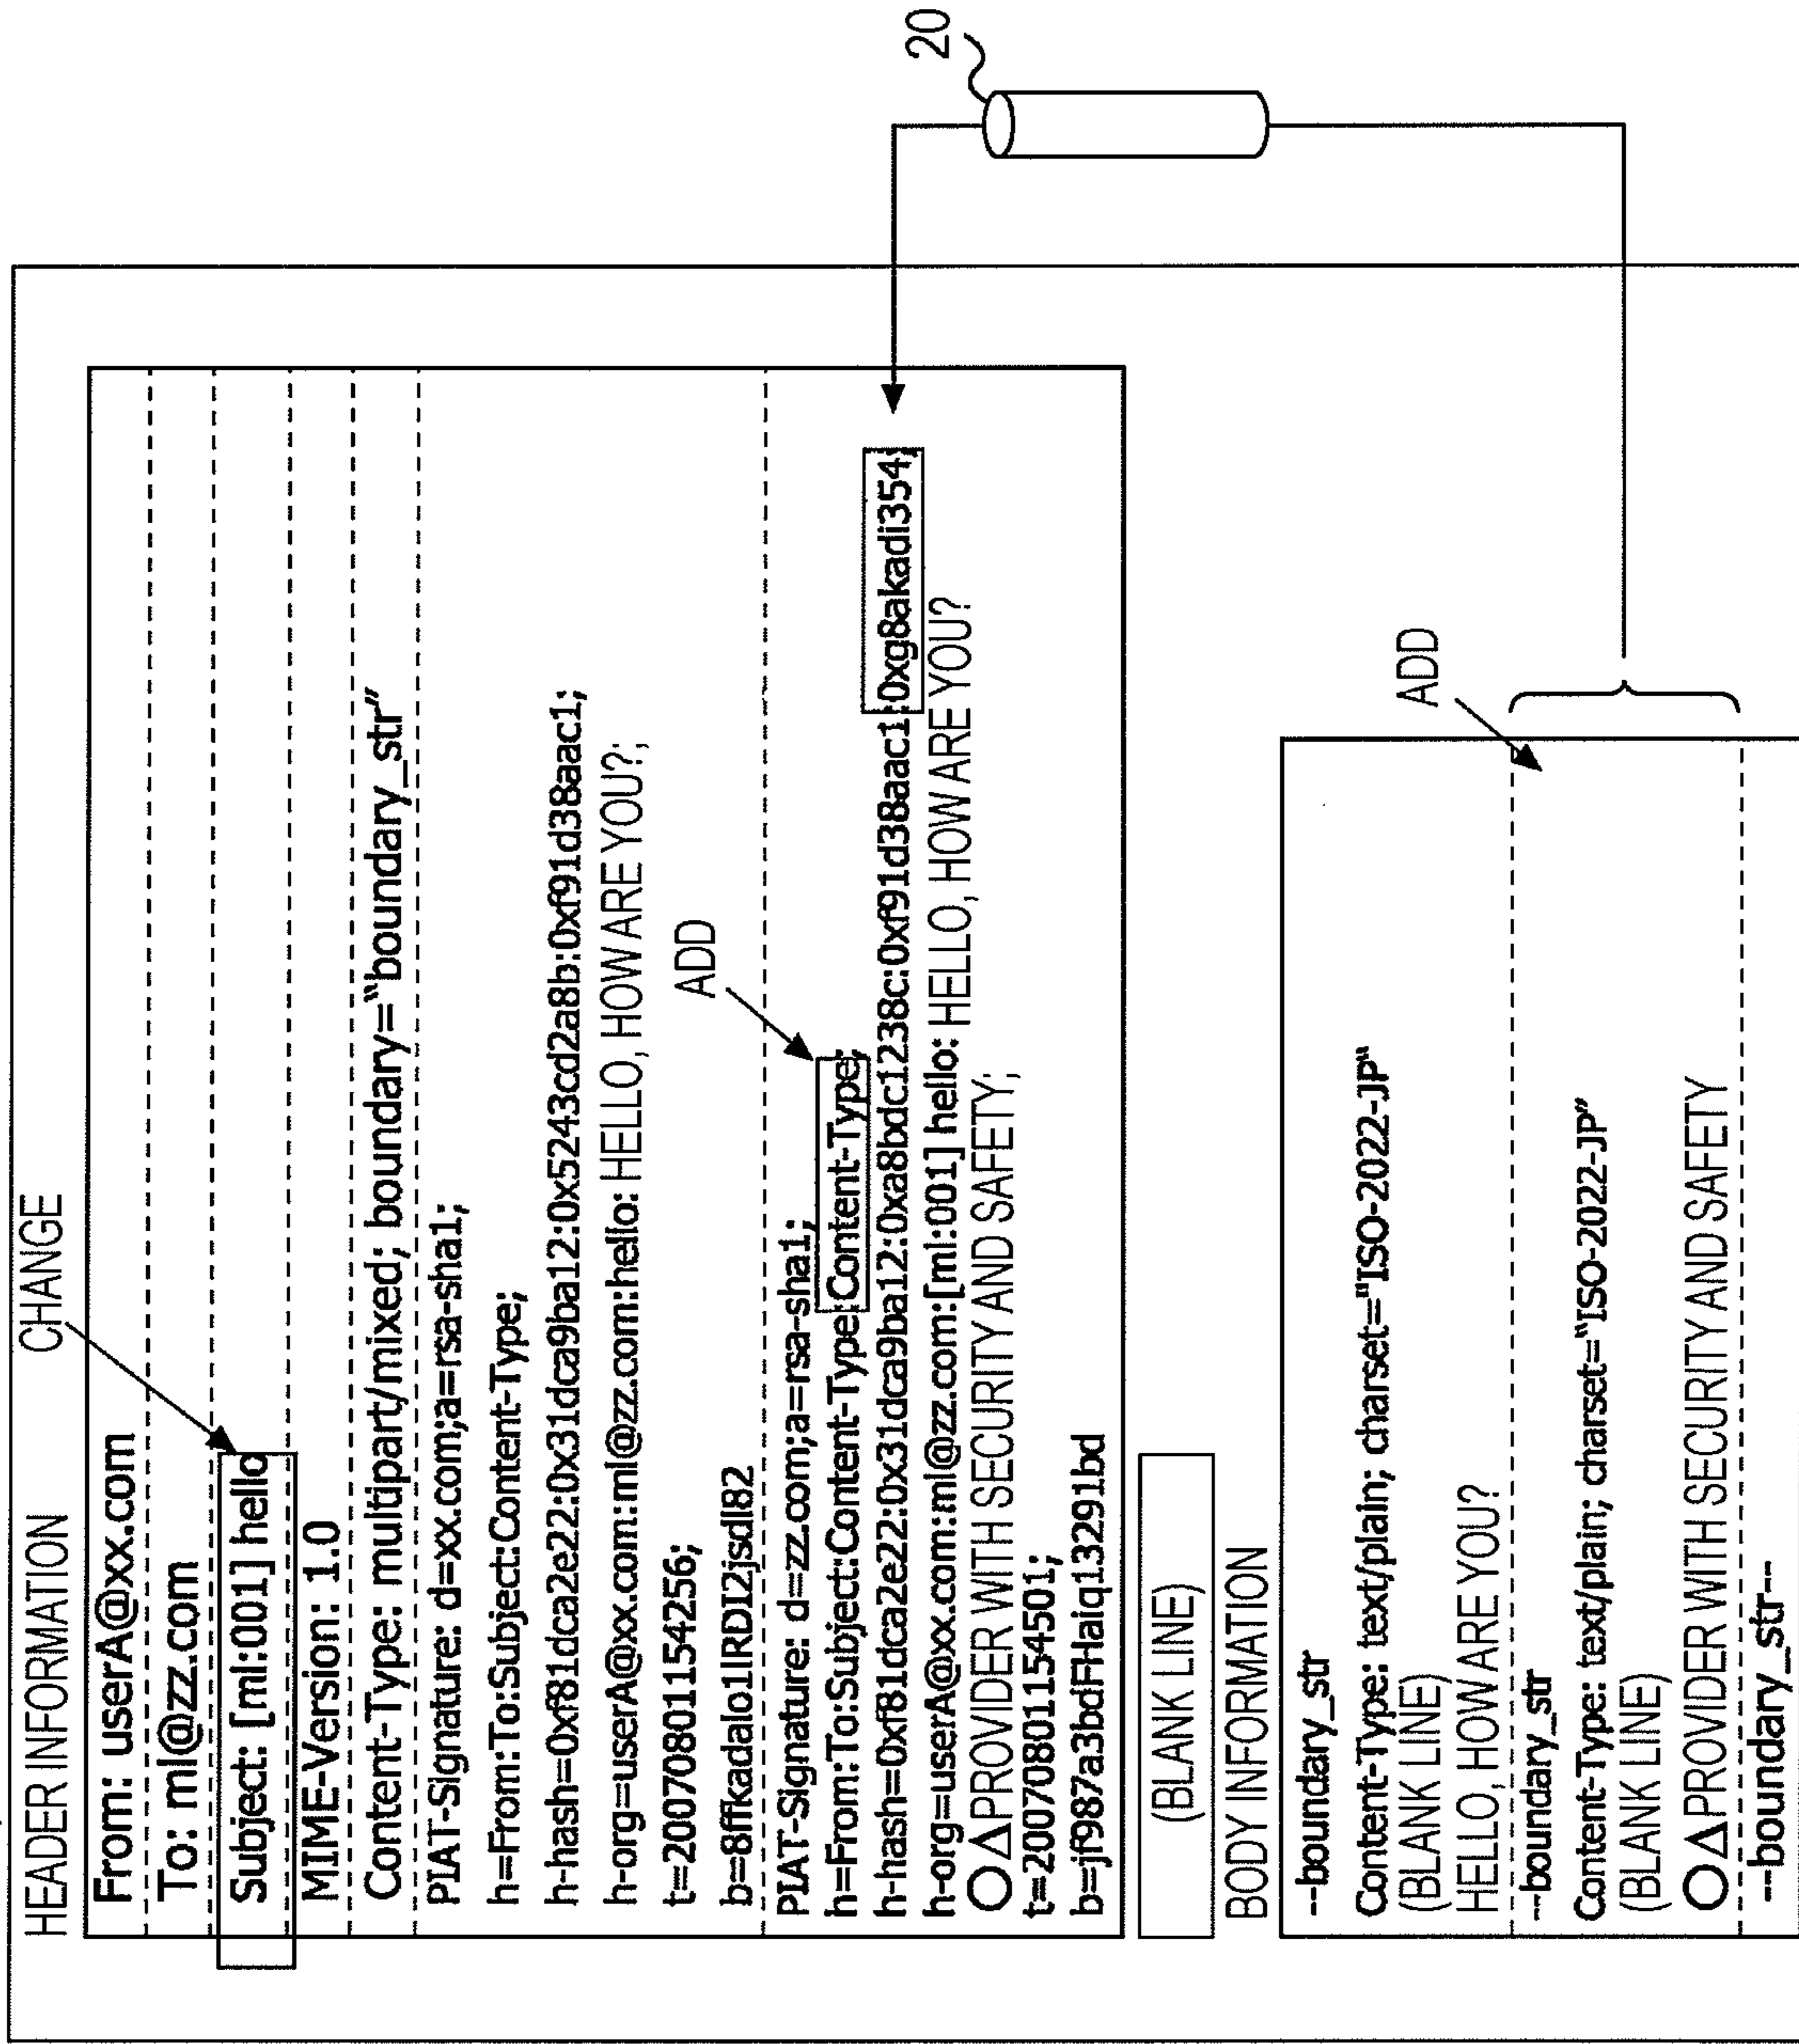 HEADER INFORMATION
CHANGE
From: userA@xx.com
To: ml@zz.com
Subject: [ml:001] hello
MIME-Version: 1.0
Content-Type: multipart/mixed; boundary="boundary_str"
PIAT-Signature: d=xx.com;a=rsa-sha1;
h=From:To:Subject:Content-Type;
h-hash=0xf81dca2e22:0x31dca9ba12:0x5243cd2a8b:0xf91d38aac1;
h-org=userA@xx.com:ml@zz.com:hello: HELLO, HOW ARE YOU?;
t=20070801154256;
b=8ffkadalo1lRDI2jsdl82
ADD
PIAT-Signature: d=zz.com;a=rsa-sha1;
h=From:To:Subject:Content-Type:Content-Type;
h-hash=0xf81dca2e22:0x31dca9ba12:0xa8bdc1238c:0xf91d38aac1:0xg8akadi354;
h-org=userA@xx.com:ml@zz.com:[ml:001] hello: HELLO, HOW ARE YOU?
○△PROVIDER WITH SECURITY AND SAFETY;
t=20070801154501;
b=jf987a3bdFHaiq13291bd
20
(BLANK LINE)
BODY INFORMATION
--boundary_str
Content-Type: text/plain; charset="ISO-2022-JP"
(BLANK LINE)
HELLO, HOW ARE YOU?
ADD
--boundary_str
Content-Type: text/plain; charset="ISO-2022-JP"
(BLANK LINE)
○△PROVIDER WITH SECURITY AND SAFETY
--boundary_str--